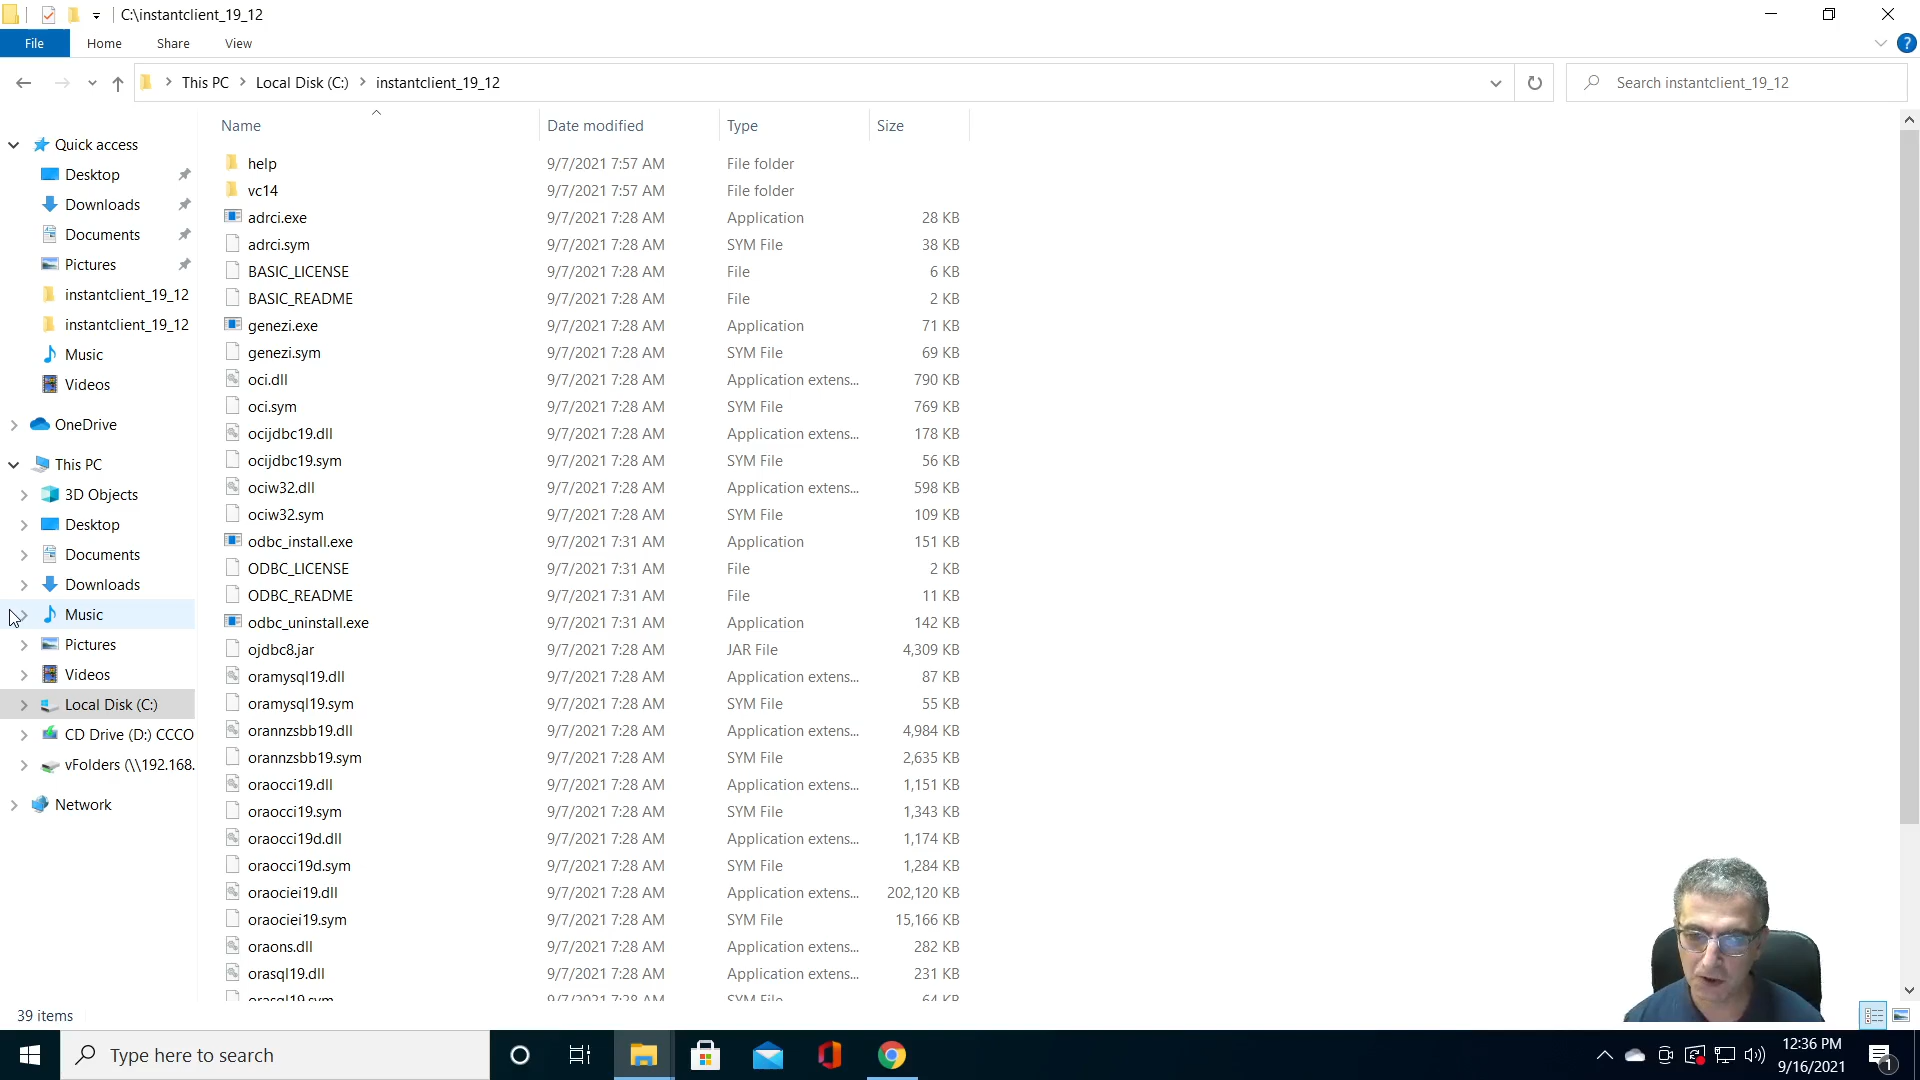 C:\instantclient_19_12
File Home Share View
This PC Local Disk (C:) instantclient_19_12 Search instantclient_19_12
Name Date modified Type Size
Quick access
Desktop
Downloads
Documents
Pictures
instantclient_19_12
instantclient_19_12
Music
Videos
OneDrive
This PC
3D Objects
Desktop
Documents
Downloads
Music
Pictures
Videos
Local Disk (C:)
CD Drive (D:) CCCO
vFolders (\\192.168.
Network
help 9/7/2021 7:57 AM File folder
vc14 9/7/2021 7:57 AM File folder
adrci.exe 9/7/2021 7:28 AM Application 28 KB
adrci.sym 9/7/2021 7:28 AM SYM File 38 KB
BASIC_LICENSE 9/7/2021 7:28 AM File 6 KB
BASIC_README 9/7/2021 7:28 AM File 2 KB
genezi.exe 9/7/2021 7:28 AM Application 71 KB
genezi.sym 9/7/2021 7:28 AM SYM File 69 KB
oci.dll 9/7/2021 7:28 AM Application extens... 790 KB
oci.sym 9/7/2021 7:28 AM SYM File 769 KB
ocijdbc19.dll 9/7/2021 7:28 AM Application extens... 178 KB
ocijdbc19.sym 9/7/2021 7:28 AM SYM File 56 KB
ociw32.dll 9/7/2021 7:28 AM Application extens... 598 KB
ociw32.sym 9/7/2021 7:28 AM SYM File 109 KB
odbc_install.exe 9/7/2021 7:31 AM Application 151 KB
ODBC_LICENSE 9/7/2021 7:31 AM File 2 KB
ODBC_README 9/7/2021 7:31 AM File 11 KB
odbc_uninstall.exe 9/7/2021 7:31 AM Application 142 KB
ojdbc8.jar 9/7/2021 7:28 AM JAR File 4,309 KB
oramysql19.dll 9/7/2021 7:28 AM Application extens... 87 KB
oramysql19.sym 9/7/2021 7:28 AM SYM File 55 KB
orannzsbb19.dll 9/7/2021 7:28 AM Application extens... 4,984 KB
orannzsbb19.sym 9/7/2021 7:28 AM SYM File 2,635 KB
oraocci19.dll 9/7/2021 7:28 AM Application extens... 1,151 KB
oraocci19.sym 9/7/2021 7:28 AM SYM File 1,343 KB
oraocci19d.dll 9/7/2021 7:28 AM Application extens... 1,174 KB
oraocci19d.sym 9/7/2021 7:28 AM SYM File 1,284 KB
oraociei19.dll 9/7/2021 7:28 AM Application extens... 202,120 KB
oraociei19.sym 9/7/2021 7:28 AM SYM File 15,166 KB
oraons.dll 9/7/2021 7:28 AM Application extens... 282 KB
orasql19.dll 9/7/2021 7:28 AM Application extens... 231 KB
orasql19.sym 9/7/2021 7:28 AM SYM File 64 KB
39 items
Type here to search
12:36 PM
9/16/2021
1